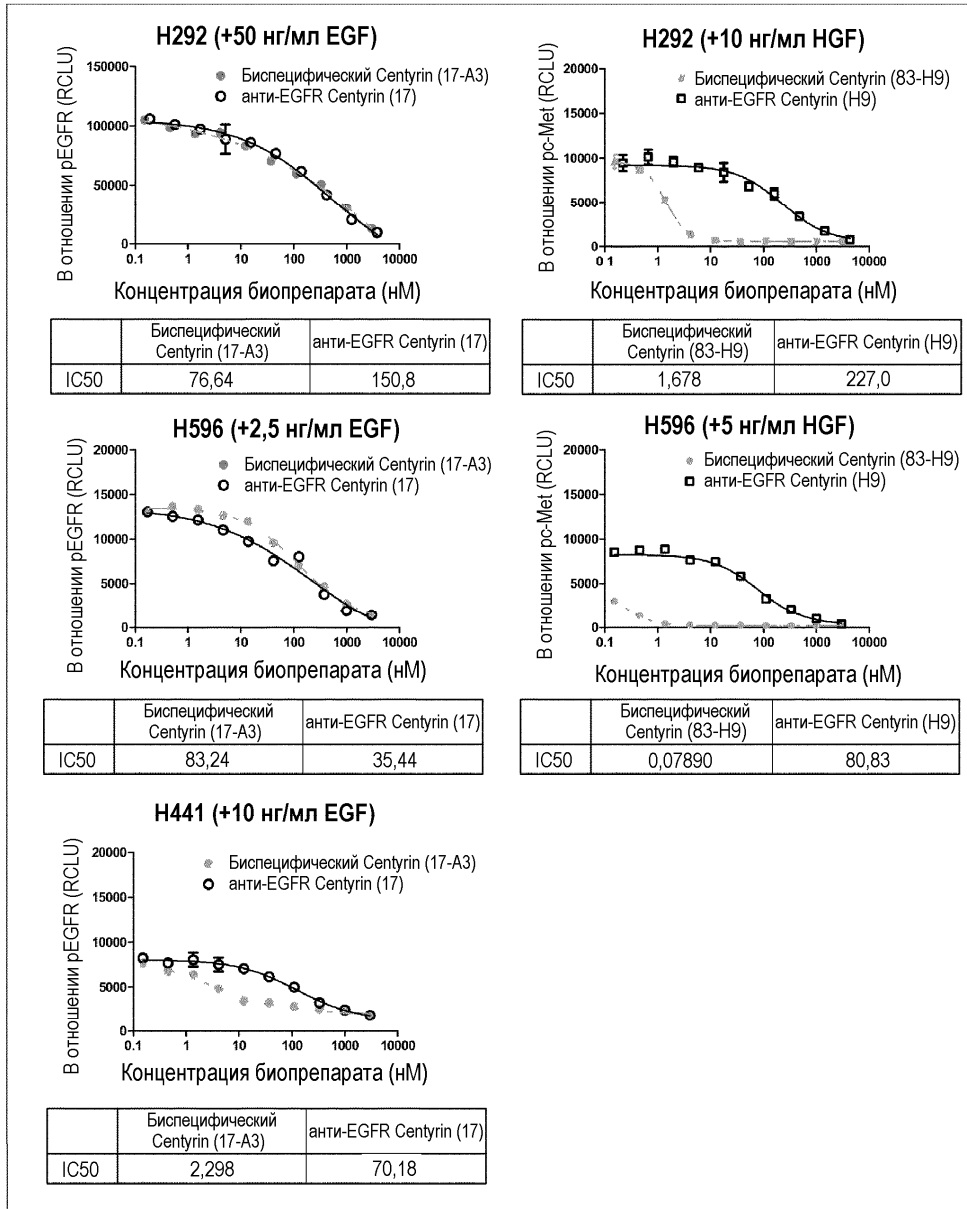 H292 (+50 нг/мл EGF)
В отношении pEGFR (RCLU)
150000
100000
50000
0
Биспецифический Centyrin (17-A3)
анти-EGFR Centyrin (17)
0.1 1 10 100 1000 10000
Концентрация биопрепарата (нМ)
Биспецифический Centyrin (17-A3)
анти-EGFR Centyrin (17)
IC50 76,64 150,8
H292 (+10 нг/мл HGF)
В отношении pc-Met (RCLU)
20000
15000
10000
5000
0
Биспецифический Centyrin (83-H9)
анти-EGFR Centyrin (H9)
0 1 1 10 100 1000 10000
Концентрация биопрепарата (нМ)
Биспецифический
Centyrin (83-H9)
анти-EGFR Centyrin (H9)
IC50 1,678 227,0
H596 (+2,5 нг/мл EGF)
В отношении pEGFR (RCLU)
20000
15000
10000
5000
0
Биспецифический Centyrin (17-A3)
анти-EGFR Centyrin (17)
0.1 1 10 100 1000 10000
Концентрация биопрепарата (нМ)
Биспецифический
Centyrin (17-A3)
анти-EGFR Centyrin (17)
IC50 83,24 35,44
H596 (+5 нг/мл HGF)
В отношении pc-Met (RCLU)
20000
15000
10000
5000
0
Биспецифический Centyrin (83-H9)
анти-EGFR Centyrin (H9)
0.1 1 10 100 1000 10000
Концентрация биопрепарата (нМ)
Биспецифический
Centyrin (83-H9)
анти-EGFR Centyrin (H9)
IC50 0,07890 80,83
H441 (+10 нг/мл EGF)
В отношении pEGFR (RCLU)
20000
15000
10000
5000
0
Биспецифический Centyrin (17-A3)
анти-EGFR Centyrin (17)
0.1 1 10 100 1000 10000
Концентрация биопрепарата (нМ)
Биспецифический
Centyrin (17-A3)
анти-EGFR Centyrin (17)
IC50 2,298 70,18